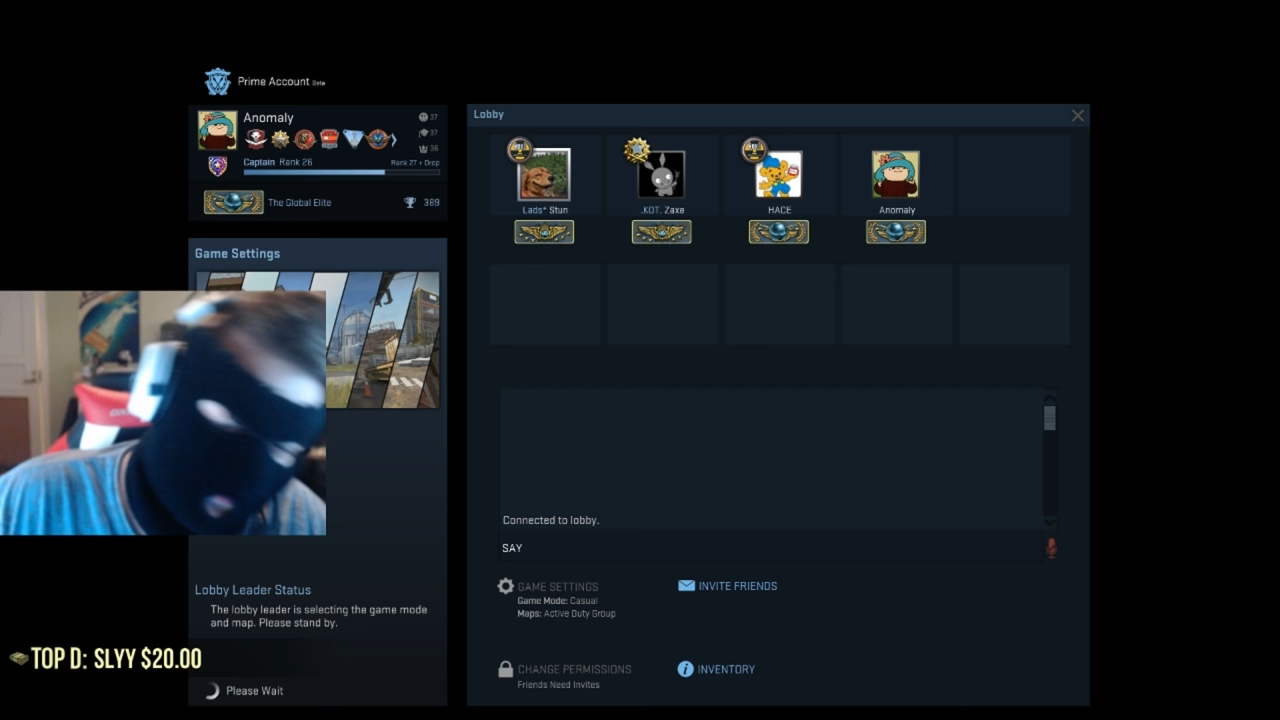 Prime Account Beta
Anomaly
37
37
36
Captain Rank 26
Rank 27 + Drop
The Global Elite
389
Game Settings
Lobby Leader Status
The lobby leader is selecting the game mode
and map. Please stand by.
TOP D: SLYY $20.00
Please Wait
Lobby
Lads* Stun
.KOT. Zaxe
HACE
Anomaly
Connected to lobby.
SAY
GAME SETTINGS
Game Mode: Casual
Maps: Active Duty Group
INVITE FRIENDS
CHANGE PERMISSIONS
Friends Need Invites
INVENTORY